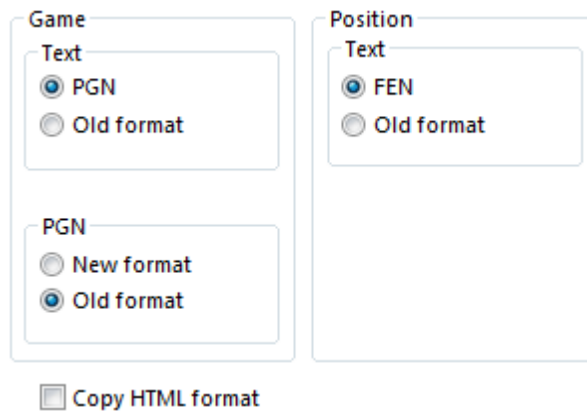 Game
Text
PGN
Old format
PGN
New format
Old format
Position
Text
FEN
Old format
Copy HTML format